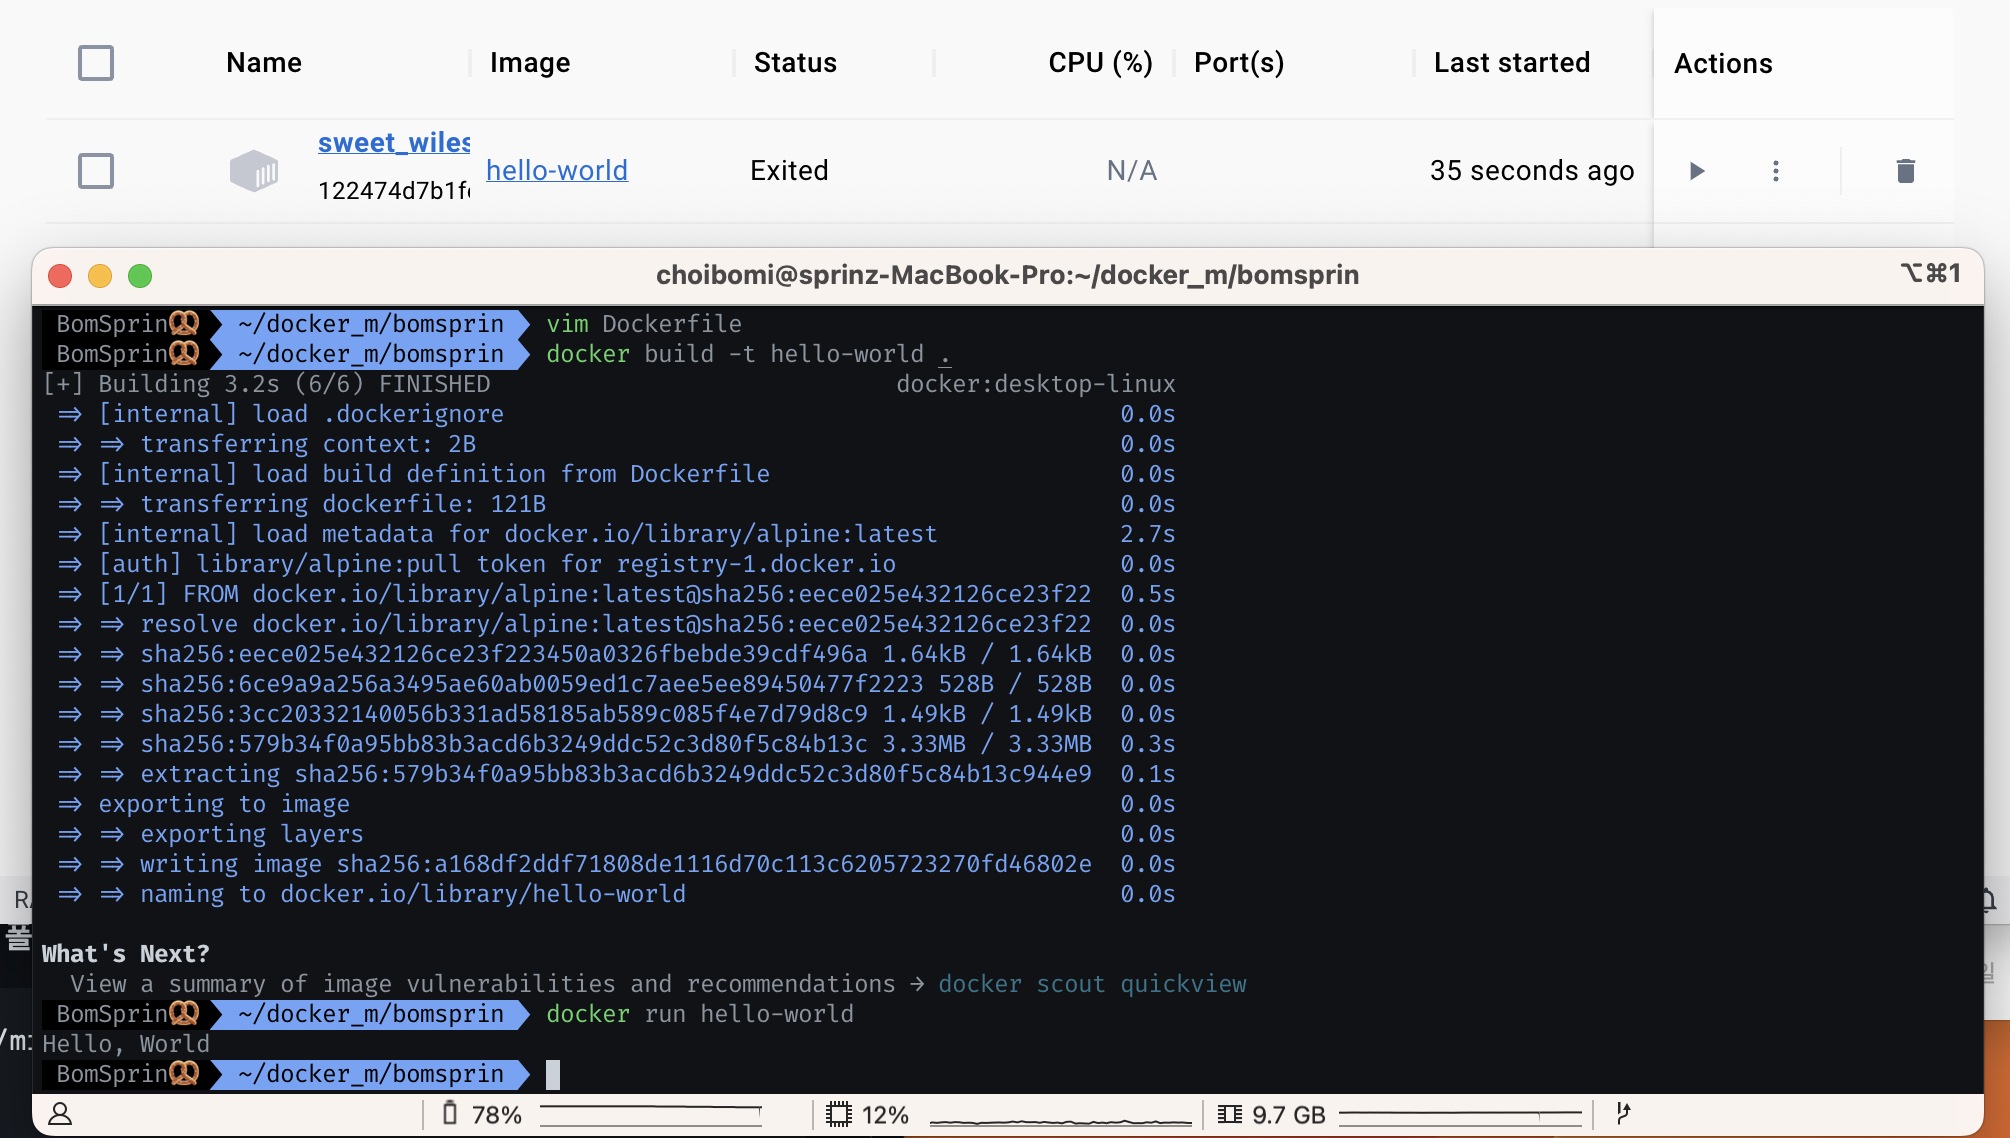 Name Image Status CPU (%) Port(s) Last started Actions
sweet_wiles
122474d7b1f
hello-world Exited N/A 35 seconds ago
choibomi@sprinz-MacBook-Pro:~/docker_m/bomsprin ⌥⌘1
BomSprin🥨 ~/docker_m/bomsprin vim Dockerfile
BomSprin🥨 ~/docker_m/bomsprin docker build -t hello-world .
[+] Building 3.2s (6/6) FINISHED docker:desktop-linux
=> [internal] load .dockerignore 0.0s
=> => transferring context: 2B 0.0s
=> [internal] load build definition from Dockerfile 0.0s
=> => transferring dockerfile: 121B 0.0s
=> [internal] load metadata for docker.io/library/alpine:latest 2.7s
=> [auth] library/alpine:pull token for registry-1.docker.io 0.0s
=> [1/1] FROM docker.io/library/alpine:latest@sha256:eece025e432126ce23f22 0.5s
=> => resolve docker.io/library/alpine:latest@sha256:eece025e432126ce23f22 0.0s
=> => sha256:eece025e432126ce23f223450a0326fbebde39cdf496a 1.64kB / 1.64kB 0.0s
=> => sha256:6ce9a9a256a3495ae60ab0059ed1c7aee5ee89450477f2223 528B / 528B 0.0s
=> => sha256:3cc20332140056b331ad58185ab589c085f4e7d79d8c9 1.49kB / 1.49kB 0.0s
=> => sha256:579b34f0a95bb83b3acd6b3249ddc52c3d80f5c84b13c 3.33MB / 3.33MB 0.3s
=> => extracting sha256:579b34f0a95bb83b3acd6b3249ddc52c3d80f5c84b13c944e9 0.1s
=> exporting to image 0.0s
=> => exporting layers 0.0s
=> => writing image sha256:a168df2ddf71808de1116d70c113c6205723270fd46802e 0.0s
=> => naming to docker.io/library/hello-world 0.0s
What's Next?
View a summary of image vulnerabilities and recommendations → docker scout quickview
BomSprin🥨 ~/docker_m/bomsprin docker run hello-world
Hello, World
BomSprin🥨 ~/docker_m/bomsprin
78% 12% 9.7 GB